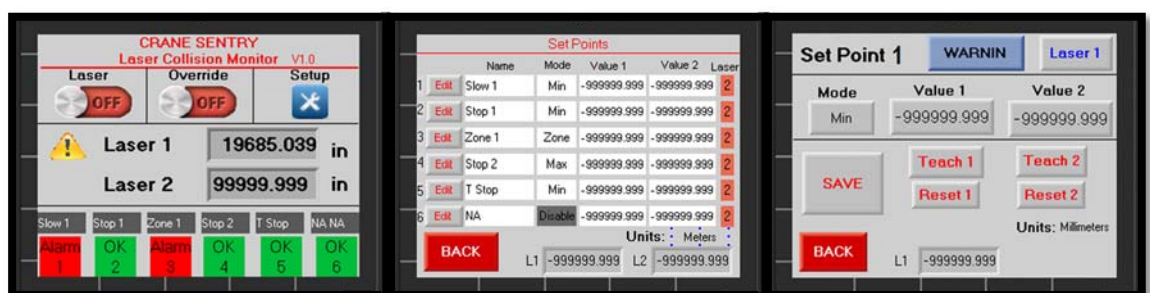 CRANE SENTRY
Laser Collision Monitor V1.0
Laser Override Setup
OFF OFF
Laser 1 19685.039 in
Laser 2 99999.999 in
Slow 1 Stop 1 Zone 1 Stop 2 T Stop NA NA
Alarm OK Alarm OK OK OK
1 2 3 4 5 6
Set Points
Name Mode Value 1 Value 2 Laser
1 Edit Slow 1 Min -999999.999 -999999.999 2
2 Edit Stop 1 Min -999999.999 -999999.999 2
3 Edit Zone 1 Zone -999999.999 -999999.999 2
4 Edit Stop 2 Max -999999.999 -999999.999 2
5 Edit T Stop Min -999999.999 -999999.999 2
6 Edit NA Disable -999999.999 -999999.999 2
Units: Meters
BACK L1 -999999.999 L2 -999999.999
Set Point 1 WARNIN Laser 1
Mode Value 1 Value 2
Min -999999.999 -999999.999
SAVE Teach 1 Teach 2
Reset 1 Reset 2
Units: Millimeters
BACK L1 -999999.999